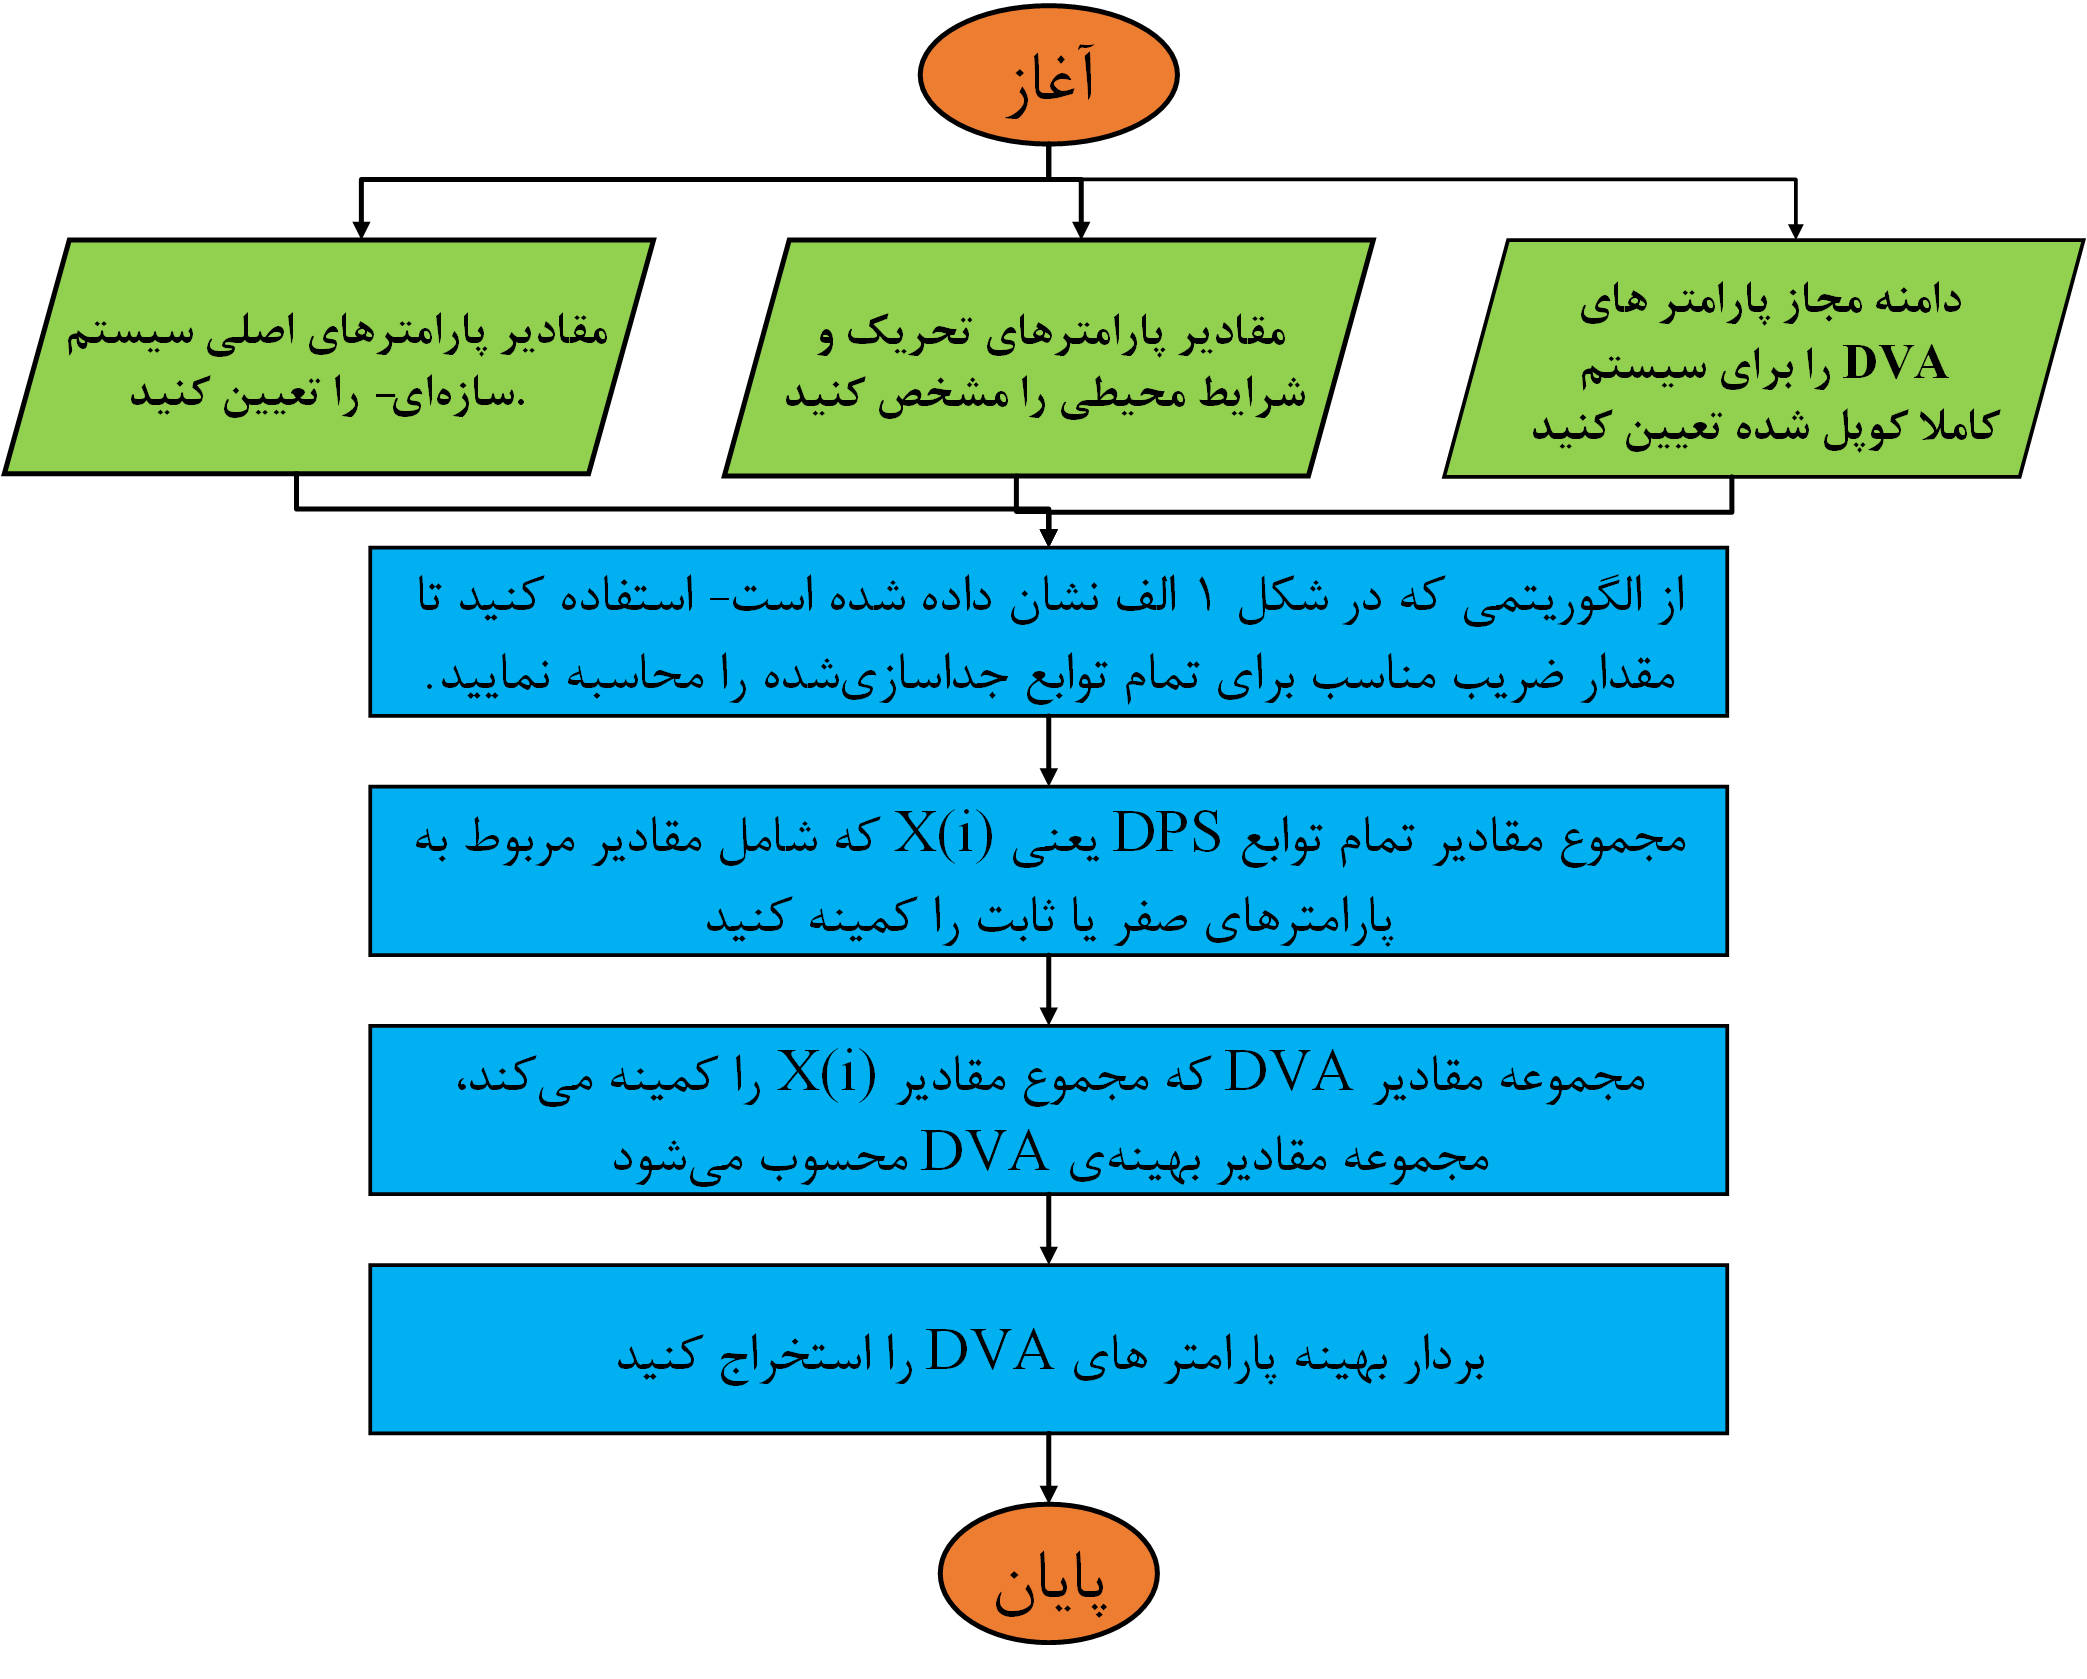 آغاز
دامنه مجاز پارامتر های
DVA را برای سیستم
کاملا کوپل شده تعیین کنید
مقادیر پارامترهای تحریک و
شرایط محیطی را مشخص کنید
مقادیر پارامترهای اصلی سیستم
سازه‌ای- را تعیین کنید.
از الگوریتمی که در شکل ۱ الف نشان داده شده است- استفاده کنید تا
مقدار ضریب مناسب برای تمام توابع جداسازی‌شده را محاسبه نمایید.
مجموع مقادیر تمام توابع DPS یعنی X(i) که شامل مقادیر مربوط به
پارامترهای صفر یا ثابت را کمینه کنید
مجموعه مقادیر DVA که مجموع مقادیر X(i) را کمینه می‌کند،
مجموعه مقادیر بهینه‌ی DVA محسوب می‌شود
بردار بهینه پارامتر های DVA را استخراج کنید
پایان